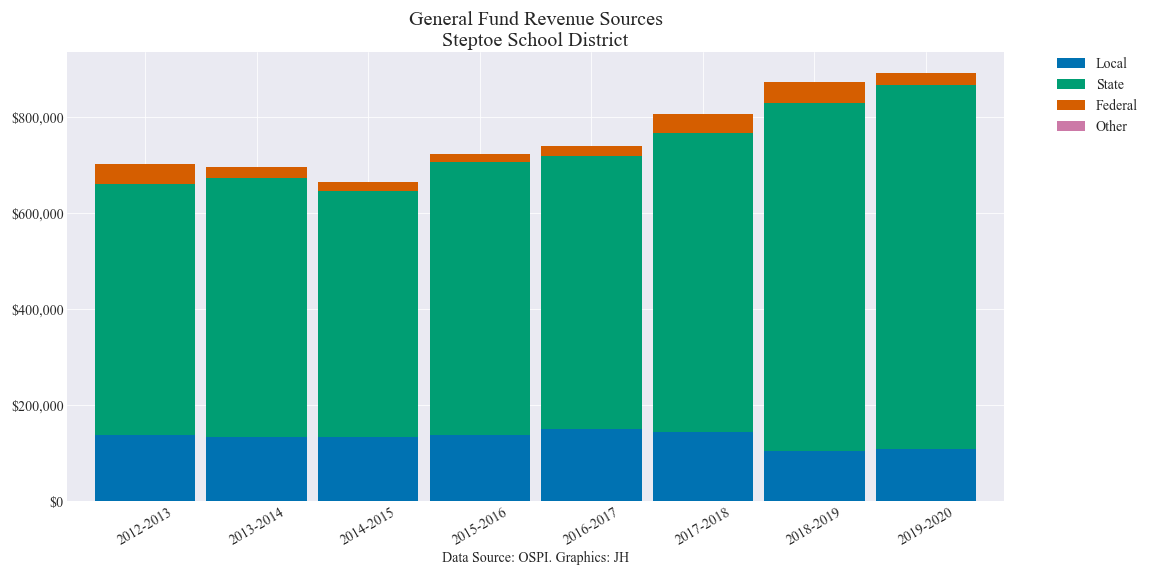 General Fund Revenue Sources
Steptoe School District
Local
State
Federal
Other
$800,000
$600,000
$400,000
$200,000
$0
2012-2013
2013-2014
2014-2015
2015-2016
2016-2017
2017-2018
2018-2019
2019-2020
Data Source: OSPI. Graphics: JH